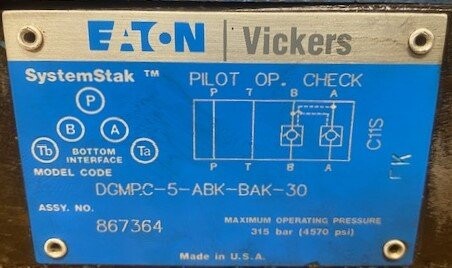 EATON | Vickers
SystemStak ™
PILOT OP. CHECK
P T B A
P
B A
Tb BOTTOM INTERFACE Ta
P T B A
C11S
MODEL CODE
DGMPC-5-ABK-BAK-30
ASSY. NO.
867364
MAXIMUM OPERATING PRESSURE
315 bar (4570 psi)
Made in U.S.A.